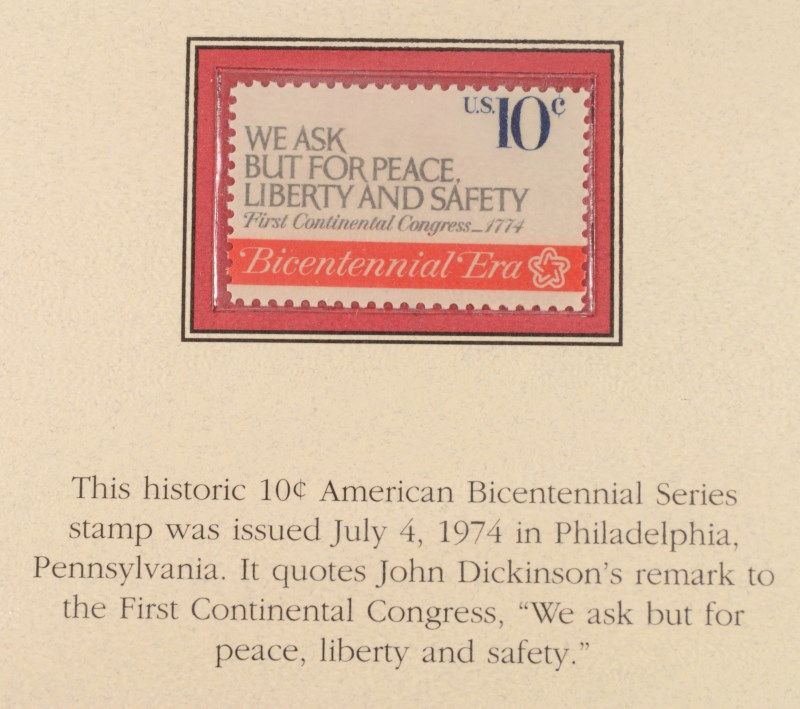 U.S. 10¢
WE ASK
BUT FOR PEACE,
LIBERTY AND SAFETY
First Continental Congress_1774
Bicentennial Era
This historic 10¢ American Bicentennial Series
stamp was issued July 4, 1974 in Philadelphia,
Pennsylvania. It quotes John Dickinson's remark to
the First Continental Congress, "We ask but for
peace, liberty and safety."